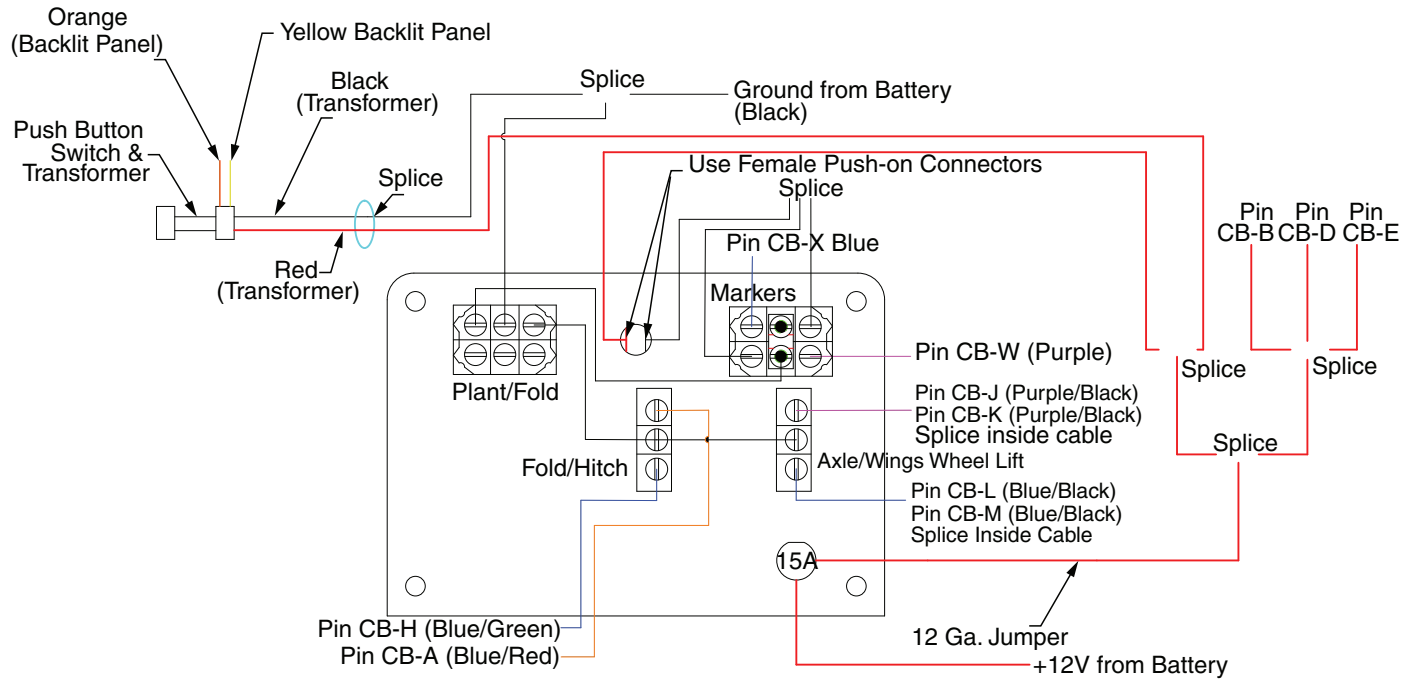 Orange
(Backlit Panel)
Yellow Backlit Panel
Black
(Transformer)
Splice
Ground from Battery
(Black)
Push Button
Switch &
Transformer
Splice
Use Female Push-on Connectors
Splice
Pin CB-X Blue
Pin
CB-B
Pin
CB-D
Pin
CB-E
Red
(Transformer)
Markers
Pin CB-W (Purple)
Splice
Splice
Plant/Fold
Pin CB-J (Purple/Black)
Pin CB-K (Purple/Black)
Splice inside cable
Splice
Fold/Hitch
Axle/Wings Wheel Lift
Pin CB-L (Blue/Black)
Pin CB-M (Blue/Black)
Splice Inside Cable
15A
Pin CB-H (Blue/Green)
Pin CB-A (Blue/Red)
12 Ga. Jumper
+12V from Battery